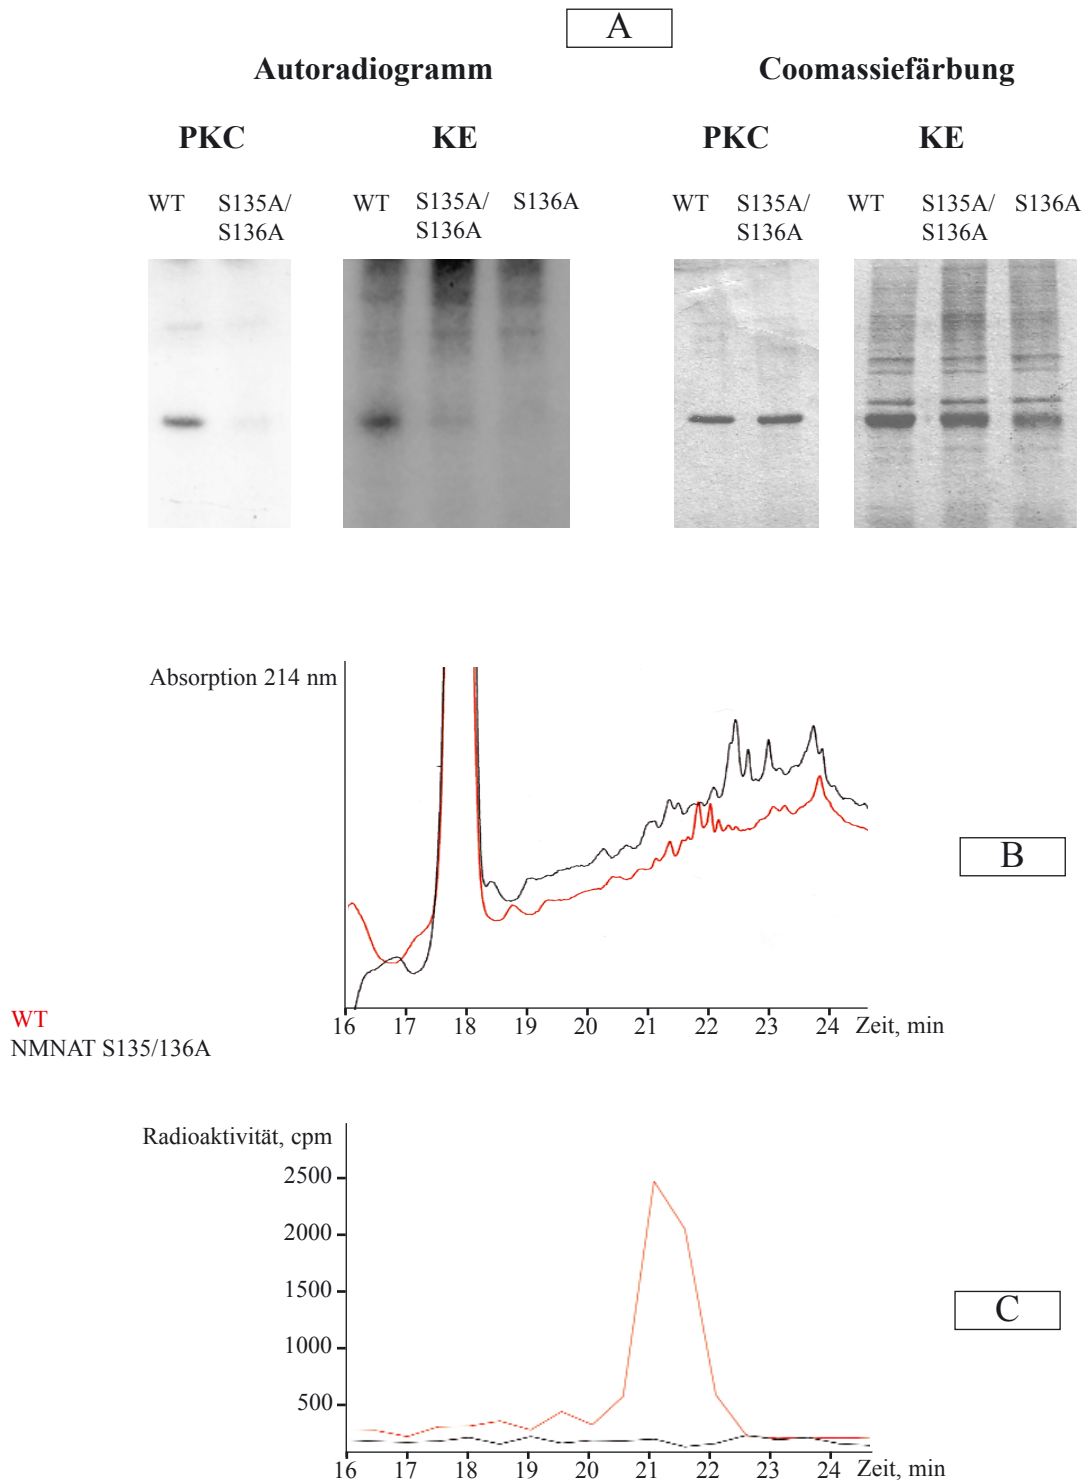 A
Autoradiogramm
Coomassiefärbung
PKC
KE
PKC
KE
WT
S135A/
S136A
WT
S135A/
S136A
S136A
WT
S135A/
S136A
WT
S135A/
S136A
S136A
Absorption 214 nm
B
16 17 18 19 20 21 22 23 24 Zeit, min
WT
NMNAT S135/136A
Radioaktivität, cpm
2500
2000
1500
1000
500
C
16 17 18 19 20 21 22 23 24 Zeit, min